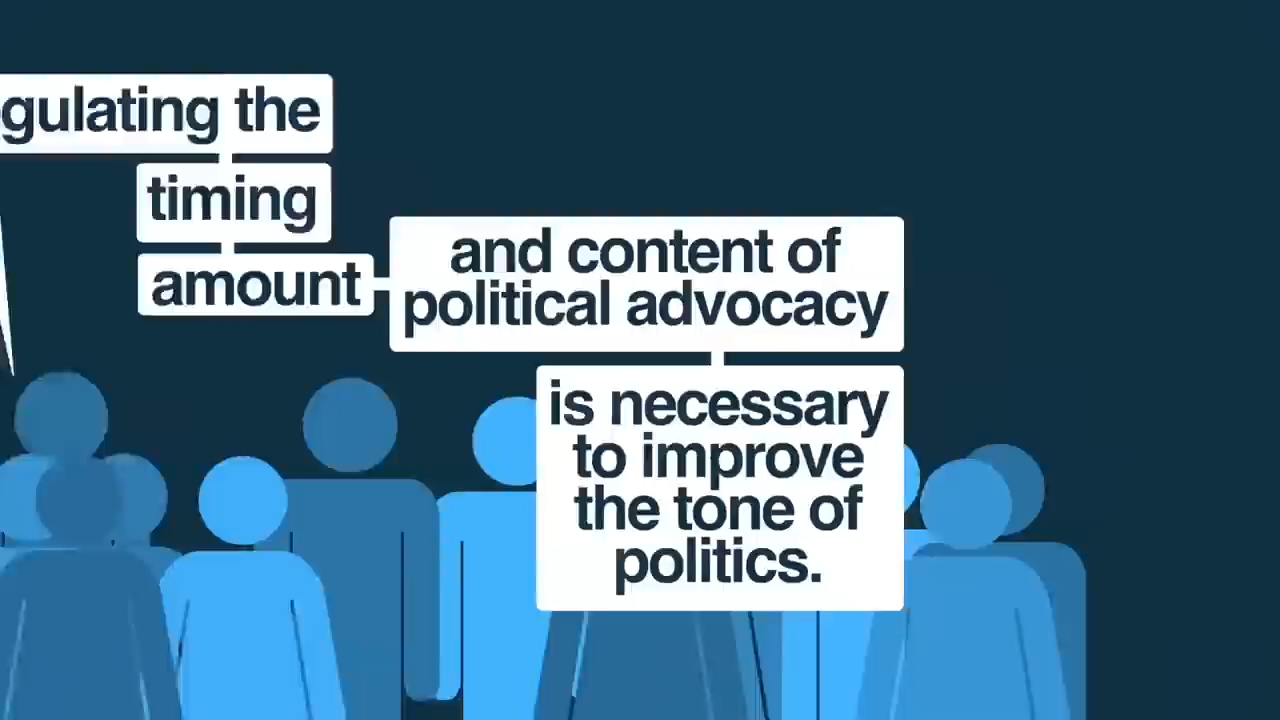 gulating the
timing
amount
and content of
political advocacy
is necessary
to improve
the tone of
politics.